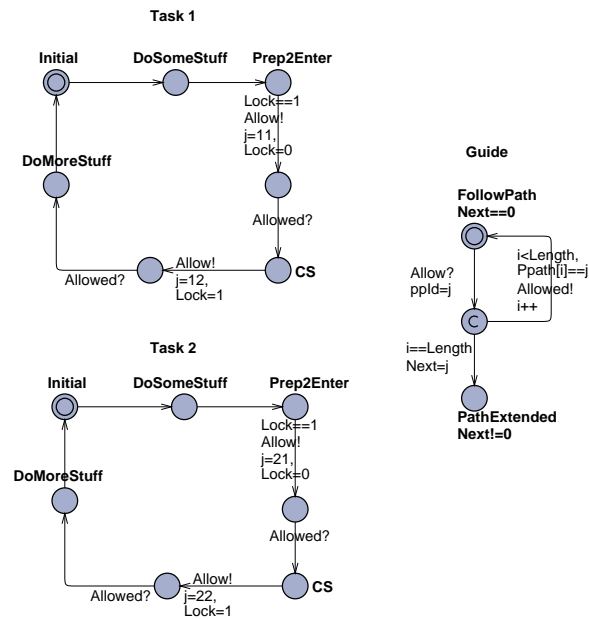 Task 1
Initial
DoSomeStuff
Prep2Enter
Lock==1
Allow!
j=11,
Lock=0
DoMoreStuff
Allowed?
Allowed?
Allow!
j=12,
Lock=1
CS
Task 2
Initial
DoSomeStuff
Prep2Enter
Lock==1
Allow!
j=21,
Lock=0
DoMoreStuff
Allowed?
Allowed?
Allow!
j=22,
Lock=1
CS
Guide
FollowPath
Next==0
i<Length,
Ppath[i]==j
Allowed!
i++
Allow?
ppId=j
C
i==Length
Next=j
PathExtended
Next!=0